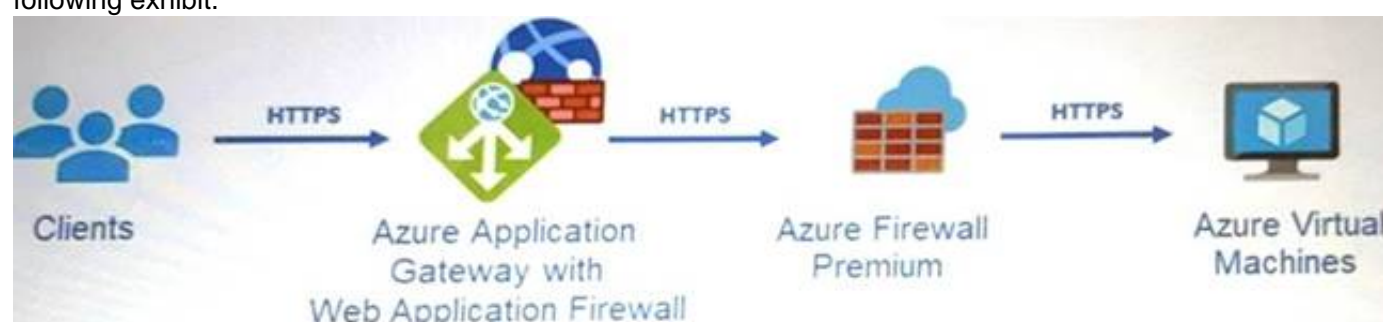 following exhibit.
HTTPS
HTTPS
HTTPS
Clients
Azure Application
Gateway with
Web Application Firewall
Azure Firewall
Premium
Azure Virtual
Machines